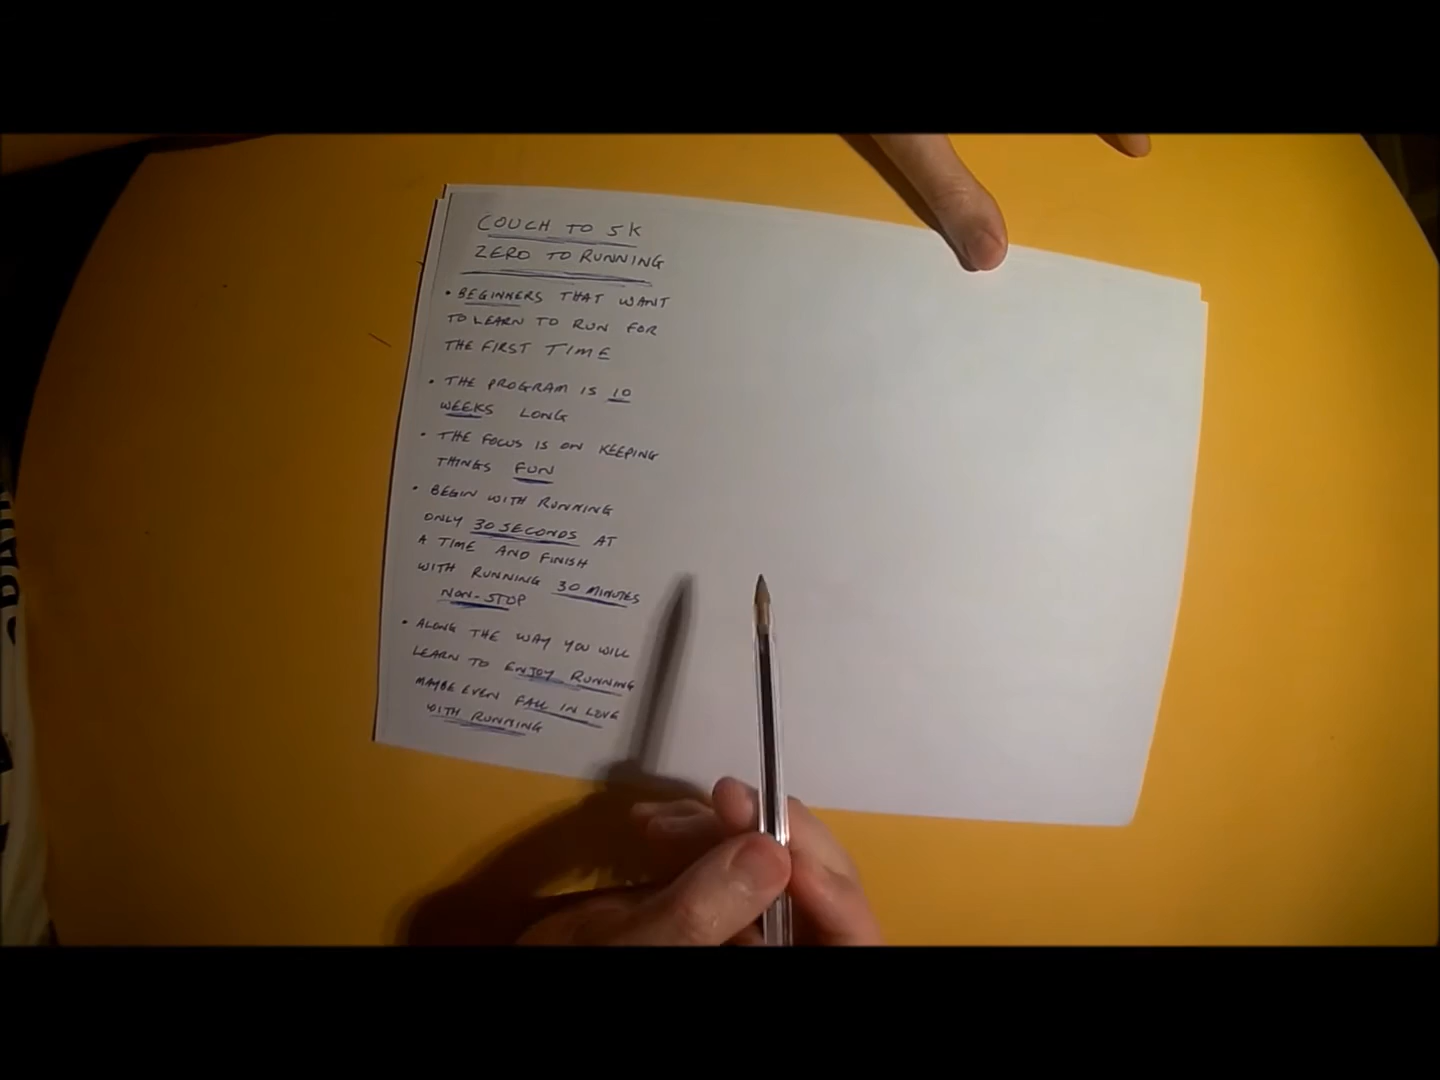 COUCH TO 5K
ZERO TO RUNNING
• BEGINNERS THAT WANT
TO LEARN TO RUN FOR
THE FIRST TIME
• THE PROGRAM IS 10
WEEKS LONG
• THE FOCUS IS ON KEEPING
THINGS FUN
• BEGIN WITH RUNNING
ONLY 30 SECONDS AT
A TIME AND FINISH
WITH RUNNING 30 MINUTES
NON-STOP
• ALONG THE WAY YOU WILL
LEARN TO ENJOY RUNNING
MAYBE EVEN FALL IN LOVE
WITH RUNNING